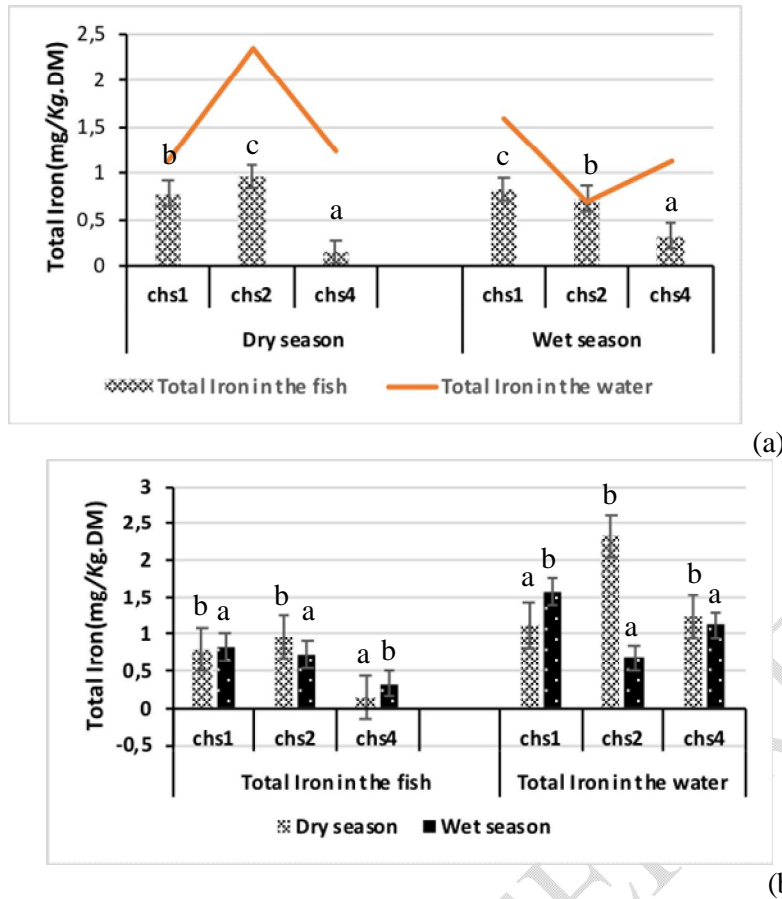 Total Iron(mg/Kg.DM)
2,5
2
1,5
1
0,5
0
b
c
a
c
b
a
chs1 chs2 chs4 chs1 chs2 chs4
Dry season Wet season
Total Iron in the fish Total Iron in the water
(a)
Total Iron(mg/Kg.DM)
3
2,5
2
1,5
1
0,5
0
-0,5
b a b a a b a b b a b a
chs1 chs2 chs4 chs1 chs2 chs4
Total Iron in the fish Total Iron in the water
Dry season Wet season
(b